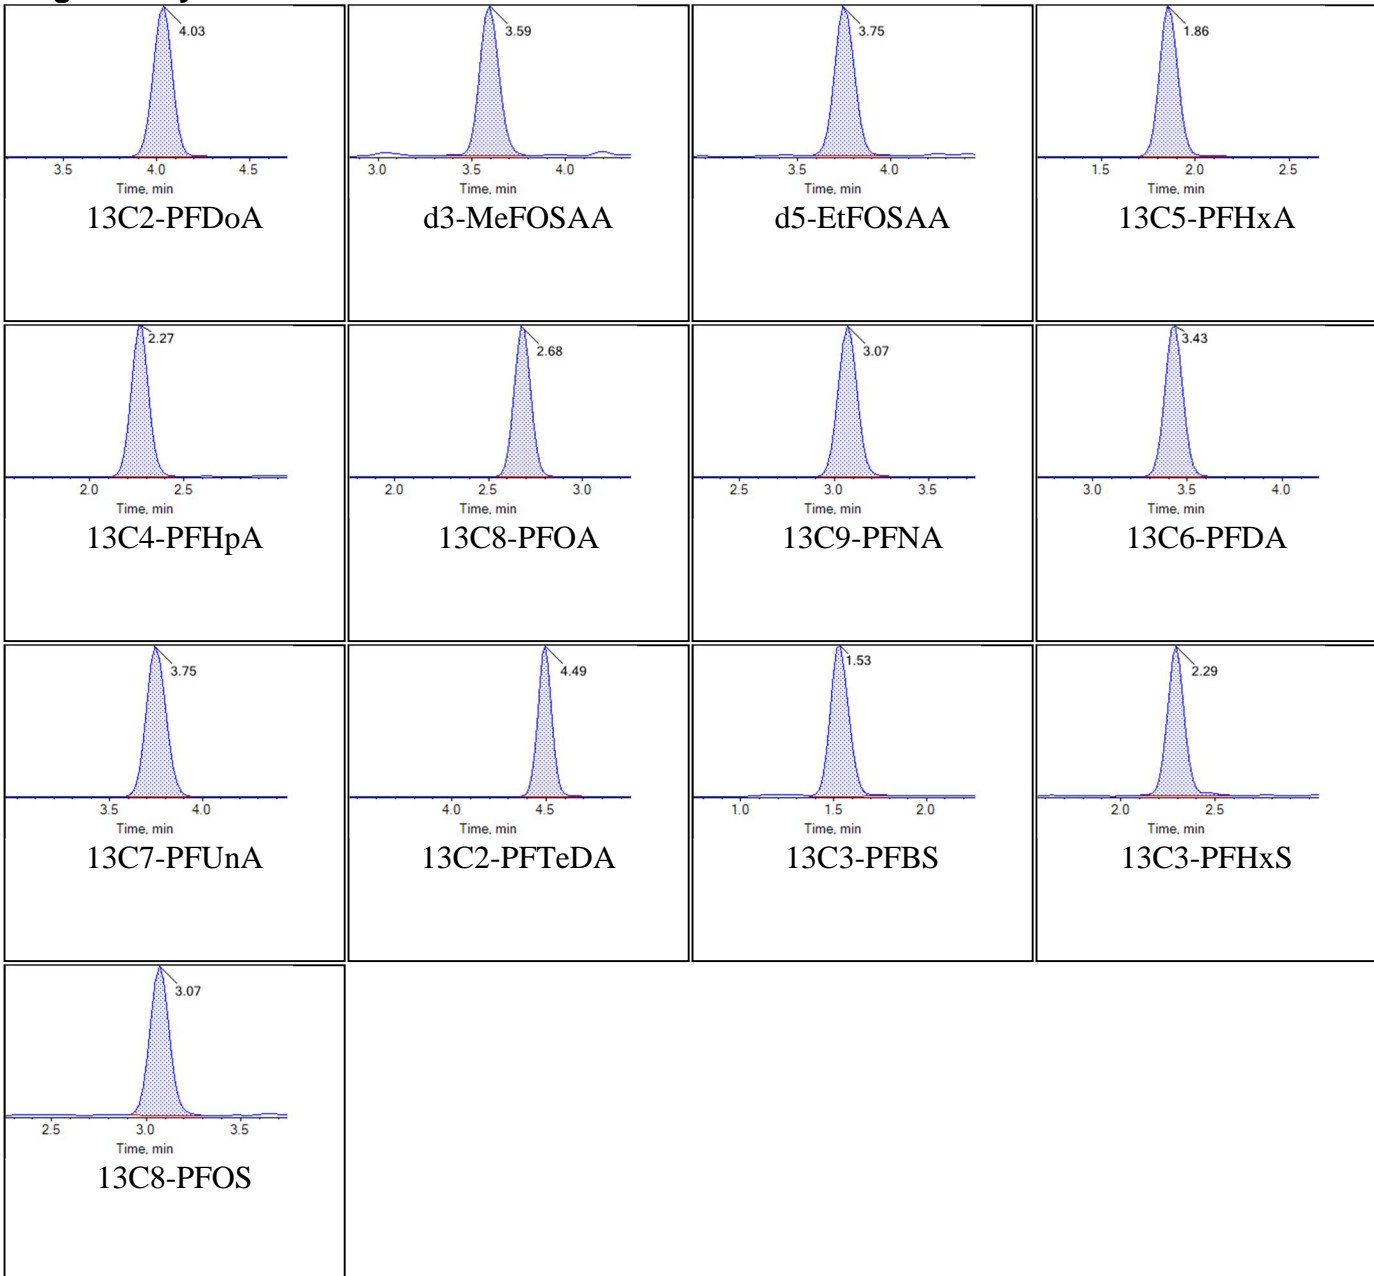 4.03
3.5 4.0 4.5
Time, min
13C2-PFDoA
3.59
3.0 3.5 4.0
Time, min
d3-MeFOSAA
3.75
3.5 4.0
Time, min
d5-EtFOSAA
1.86
1.5 2.0 2.5
Time, min
13C5-PFHxA
2.27
2.0 2.5
Time, min
13C4-PFHpA
2.68
2.0 2.5 3.0
Time, min
13C8-PFOA
3.07
2.5 3.0 3.5
Time, min
13C9-PFNA
3.43
3.0 3.5 4.0
Time, min
13C6-PFDA
3.75
3.5 4.0
Time, min
13C7-PFUnA
4.49
4.0 4.5
Time, min
13C2-PFTeDA
1.53
1.0 1.5 2.0
Time, min
13C3-PFBS
2.29
2.0 2.5
Time, min
13C3-PFHxS
3.07
2.5 3.0 3.5
Time, min
13C8-PFOS